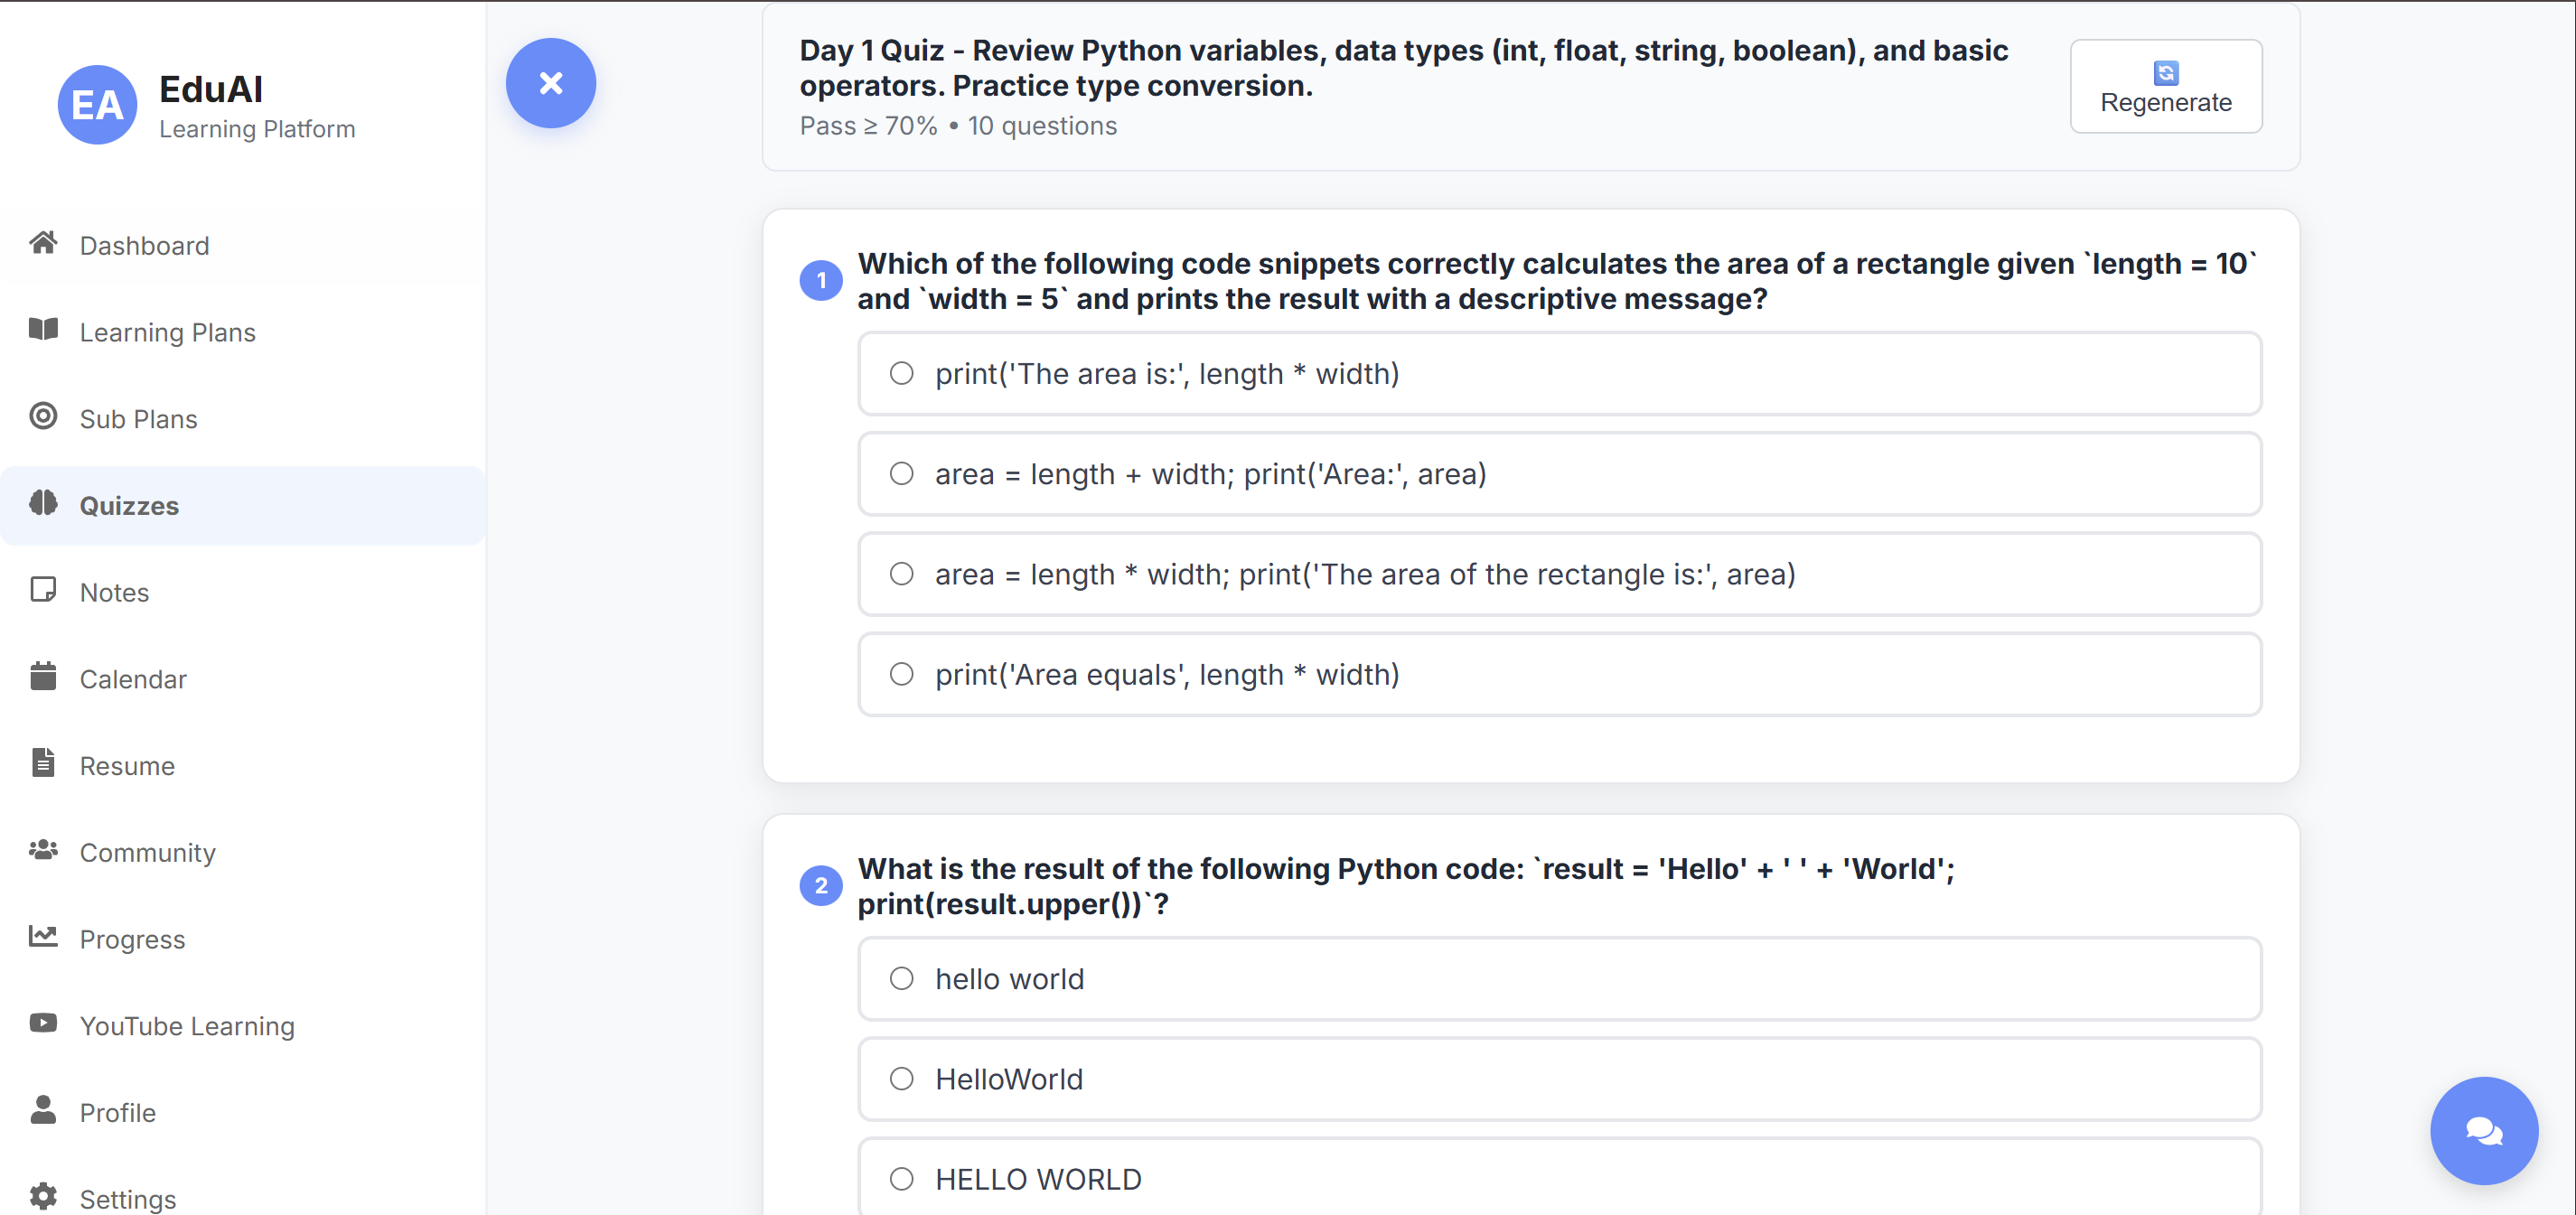 EA
EduAI
Learning Platform
Dashboard
Learning Plans
Sub Plans
Quizzes
Notes
Calendar
Resume
Community
Progress
YouTube Learning
Profile
Settings
Day 1 Quiz - Review Python variables, data types (int, float, string, boolean), and basic
operators. Practice type conversion.
Pass ≥ 70% • 10 questions
Regenerate
1
Which of the following code snippets correctly calculates the area of a rectangle given `length = 10`
and `width = 5` and prints the result with a descriptive message?
print('The area is:', length * width)
area = length + width; print('Area:', area)
area = length * width; print('The area of the rectangle is:', area)
print('Area equals', length * width)
2
What is the result of the following Python code: `result = 'Hello' + ' ' + 'World';
print(result.upper())`?
hello world
HelloWorld
HELLO WORLD